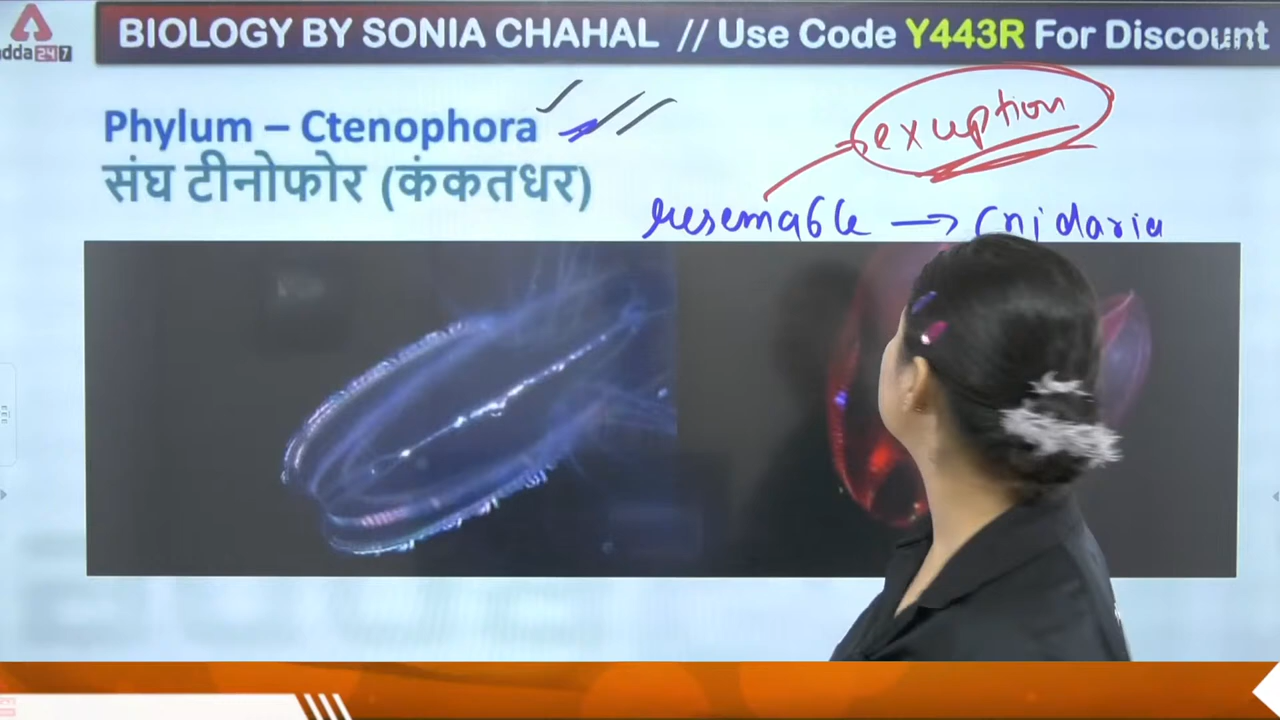 adda247
BIOLOGY BY SONIA CHAHAL // Use Code Y443R For Discount
Phylum – Ctenophora
exuption
संघ टीनोफोर (कंकतधर)
resemable → Cnidaria